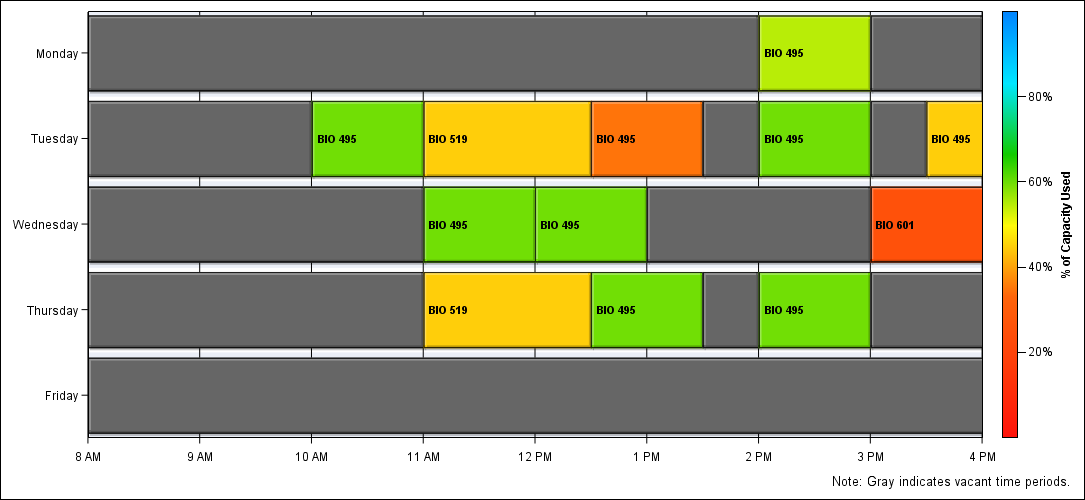 Monday
BIO 495
Tuesday
BIO 495
BIO 519
BIO 495
BIO 495
BIO 495
Wednesday
BIO 495
BIO 495
BIO 601
Thursday
BIO 519
BIO 495
BIO 495
Friday
8 AM
9 AM
10 AM
11 AM
12 PM
1 PM
2 PM
3 PM
4 PM
80%
60%
40%
20%
% of Capacity Used
Note: Gray indicates vacant time periods.